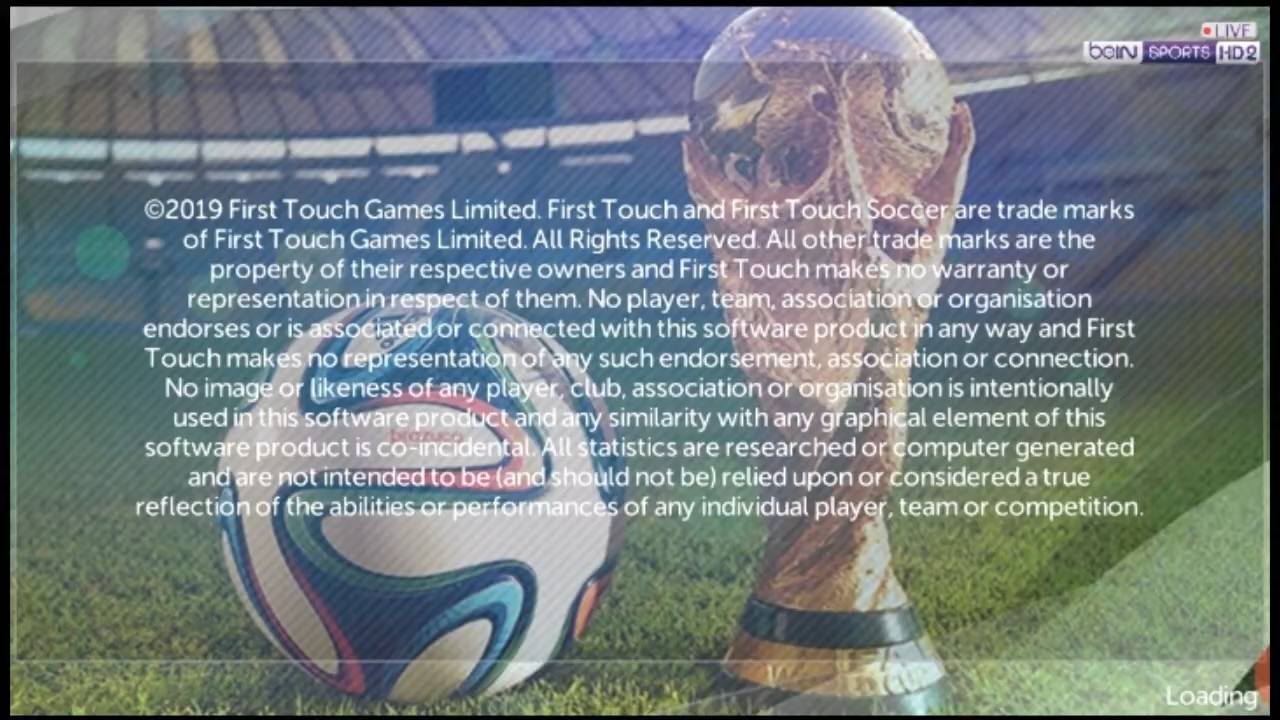 LIVE
beIN SPORTS HD2
©2019 First Touch Games Limited. First Touch and First Touch Soccer are trade marks
of First Touch Games Limited. All Rights Reserved. All other trade marks are the
property of their respective owners and First Touch makes no warranty or
representation in respect of them. No player, team, association or organisation
endorses or is associated or connected with this software product in any way and First
Touch makes no representation of any such endorsement, association or connection.
No image or likeness of any player, club, association or organisation is intentionally
used in this software product and any similarity with any graphical element of this
software product is co-incidental. All statistics are researched or computer generated
and are not intended to be (and should not be) relied upon or considered a true
reflection of the abilities or performances of any individual player, team or competition.
brazuca
Loading